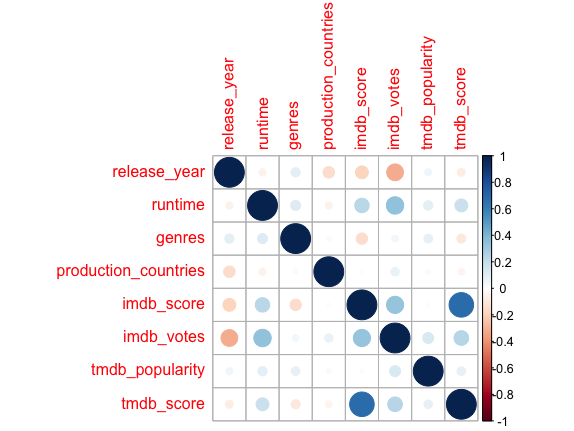 release_year
runtime
genres
production_countries
imdb_score
imdb_votes
tmdb_popularity
tmdb_score
release_year
runtime
genres
production_countries
imdb_score
imdb_votes
tmdb_popularity
tmdb_score
1
0.8
0.6
0.4
0.2
0
-0.2
-0.4
-0.6
-0.8
-1